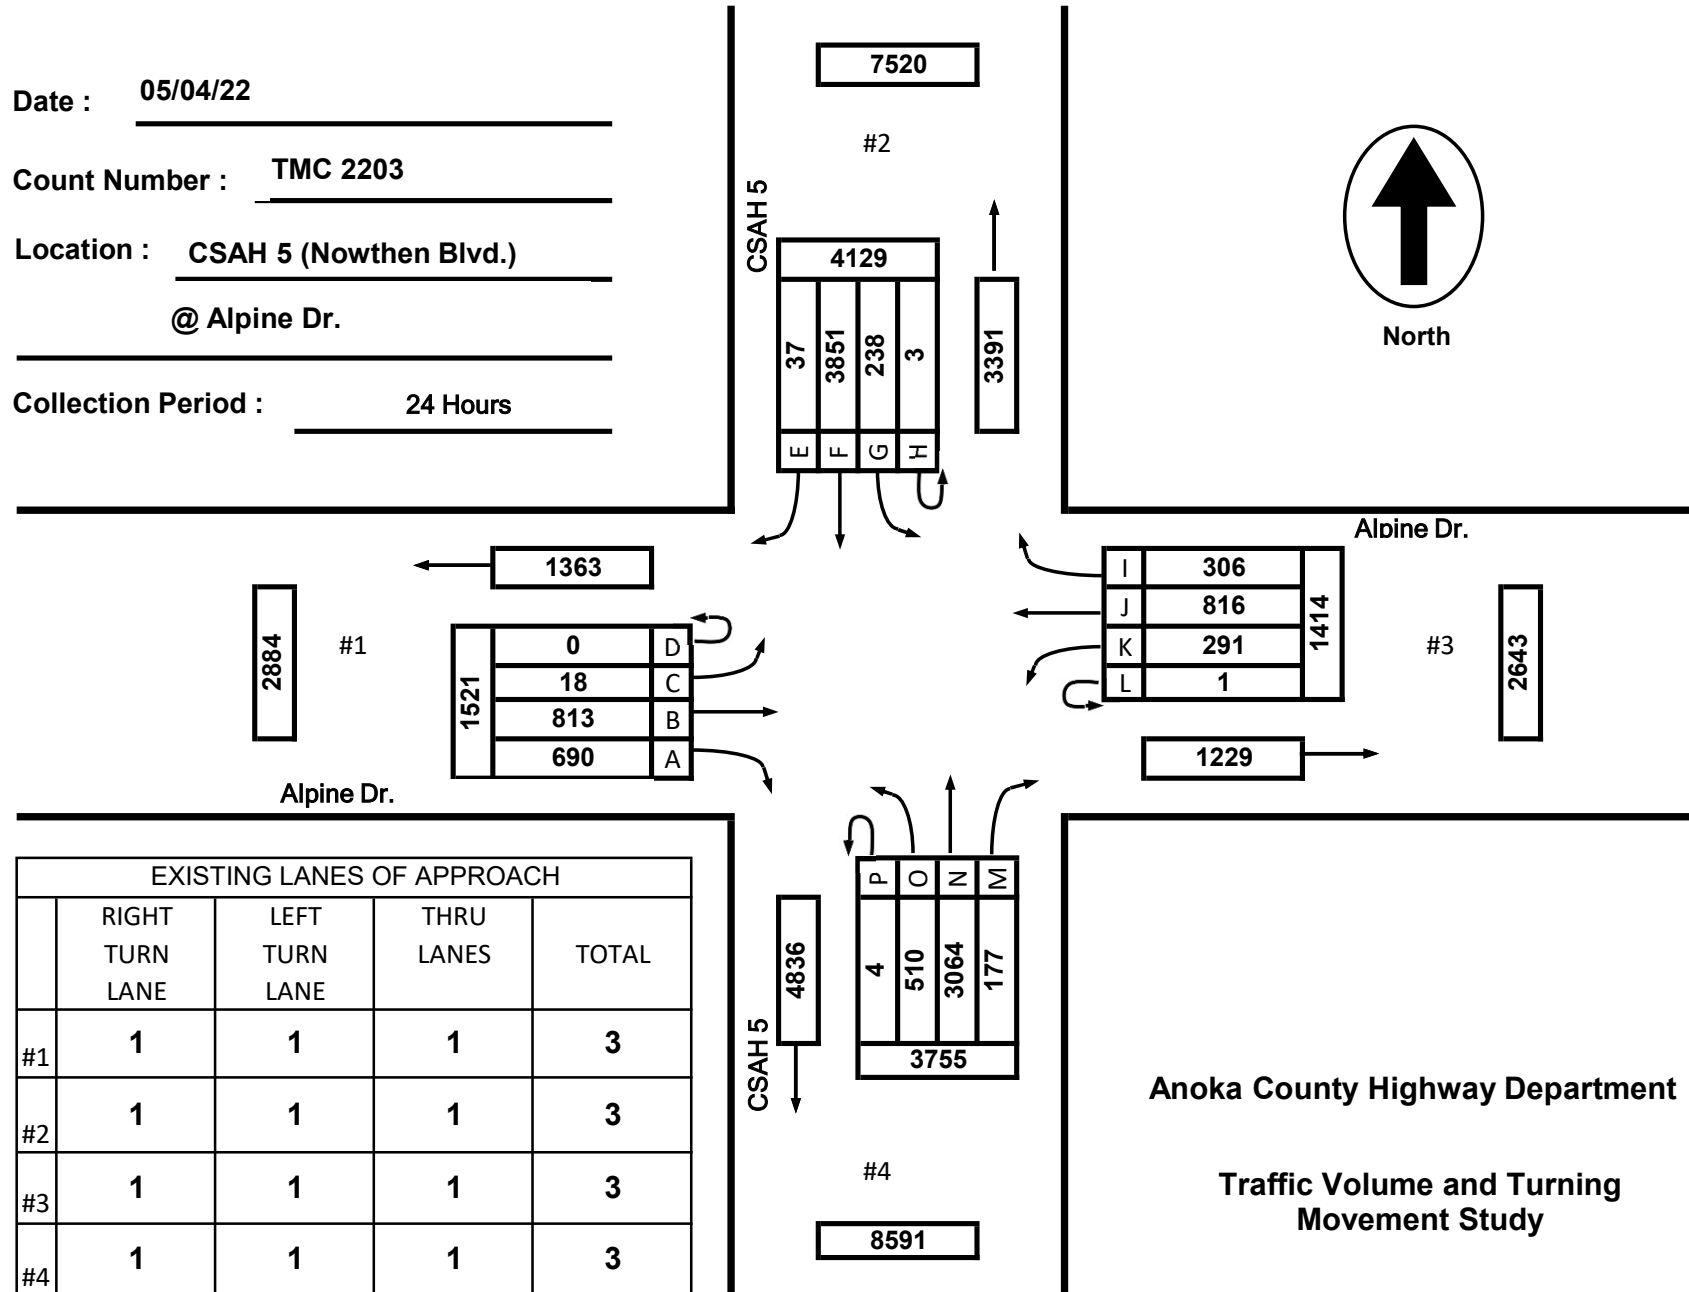 Date : 05/04/22
Count Number : TMC 2203
Location : CSAH 5 (Nowthen Blvd.)
@ Alpine Dr.
Collection Period : 24 Hours
7520
#2
CSAH 5
4129
37 3851 238 3
E F G H
3391
North
Alpine Dr.
1363
2884
#1
1521
0 D
18 C
813 B
690 A
Alpine Dr.
I 306
J 816
K 291
L 1
1414
#3
2643
1229
P O N M
4 510 3064 177
3755
4836
CSAH 5
#4
8591
EXISTING LANES OF APPROACH
RIGHT TURN LANE
LEFT TURN LANE
THRU LANES
TOTAL
#1 1 1 1 3
#2 1 1 1 3
#3 1 1 1 3
#4 1 1 1 3
Anoka County Highway Department
Traffic Volume and Turning
Movement Study